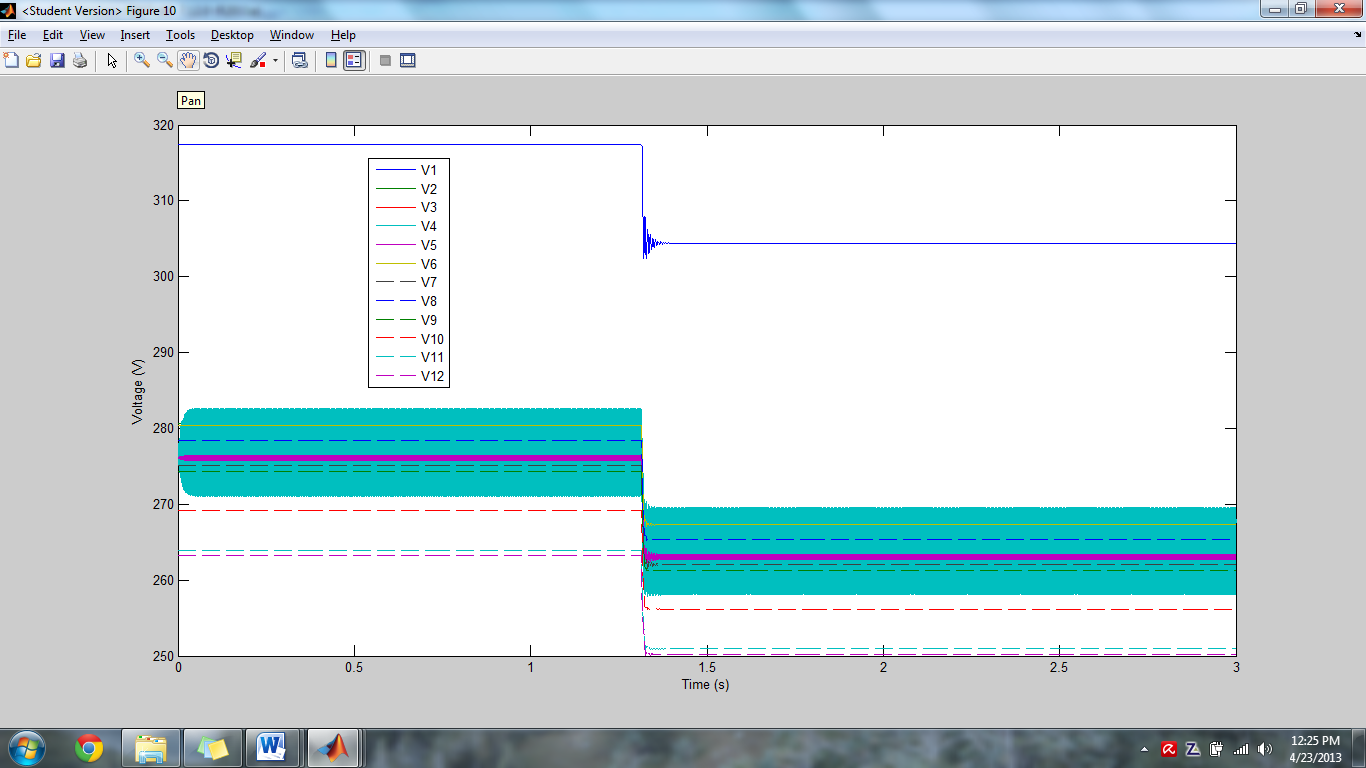 <Student Version> Figure 10
File Edit View Insert Tools Desktop Window Help
Pan
320
310
300
290
280
270
260
250
Voltage (V)
V1
V2
V3
V4
V5
V6
V7
V8
V9
V10
V11
V12
0 0.5 1 1.5 2 2.5 3
Time (s)
12:25 PM
4/23/2013